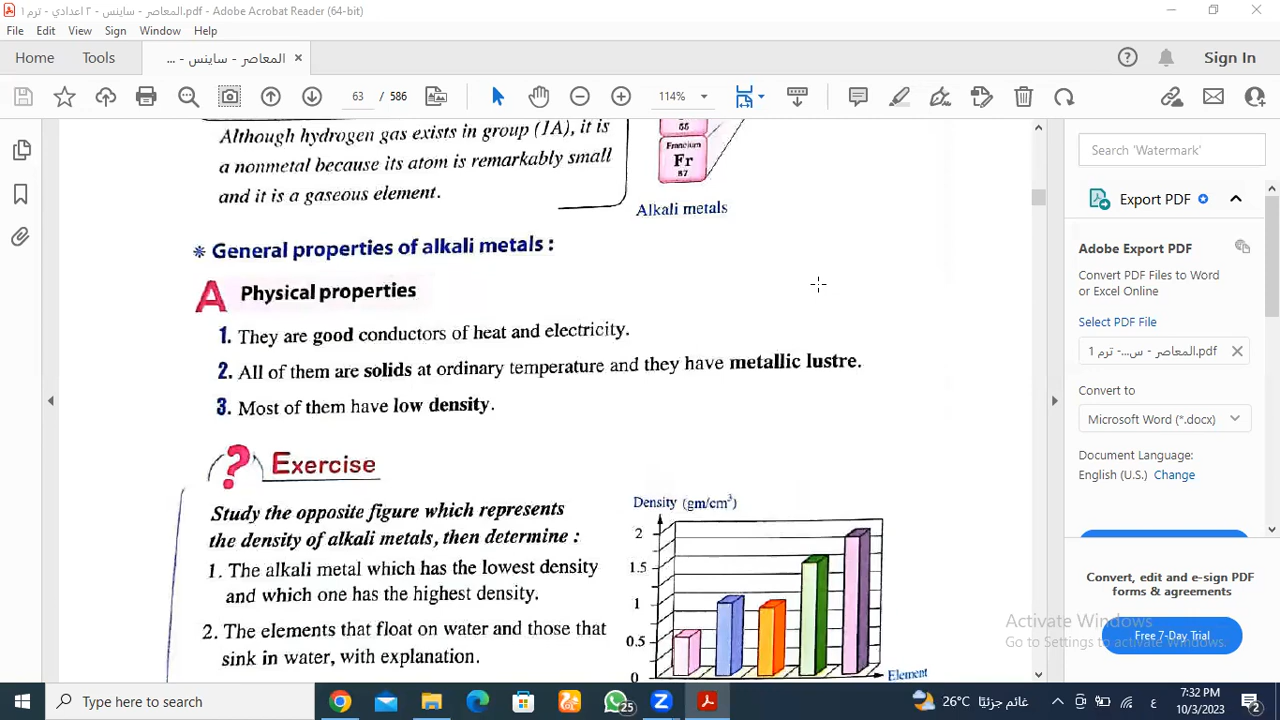 المعاصر - ساينس - ٢ اعدادي - ترم ١.pdf - Adobe Acrobat Reader (64-bit)
File Edit View Sign Window Help
Home Tools المعاصر - ساينس - ... Sign In
63 / 586 114%
Although hydrogen gas exists in group (1A), it is
a nonmetal because its atom is remarkably small
and it is a gaseous element.
55
Francium
Fr
87
Alkali metals
General properties of alkali metals :
A Physical properties
1. They are good conductors of heat and electricity.
2. All of them are solids at ordinary temperature and they have metallic lustre.
3. Most of them have low density.
? Exercise
Study the opposite figure which represents
the density of alkali metals, then determine :
1. The alkali metal which has the lowest density
and which one has the highest density.
2. The elements that float on water and those that
sink in water, with explanation.
Density (gm/cm³)
2
1.5
1
0.5
0
Element
Search 'Watermark'
Export PDF
Adobe Export PDF
Convert PDF Files to Word
or Excel Online
Select PDF File
المعاصر - س...- ترم 1.pdf
Convert to
Microsoft Word (*.docx)
Document Language:
English (U.S.) Change
Convert, edit and e-sign PDF
forms & agreements
Free 7-Day Trial
Activate Windows
Go to Settings to activate Windows.
Type here to search
25
26°C غائم جزئيًا
ع
7:32 PM
10/3/2023
2